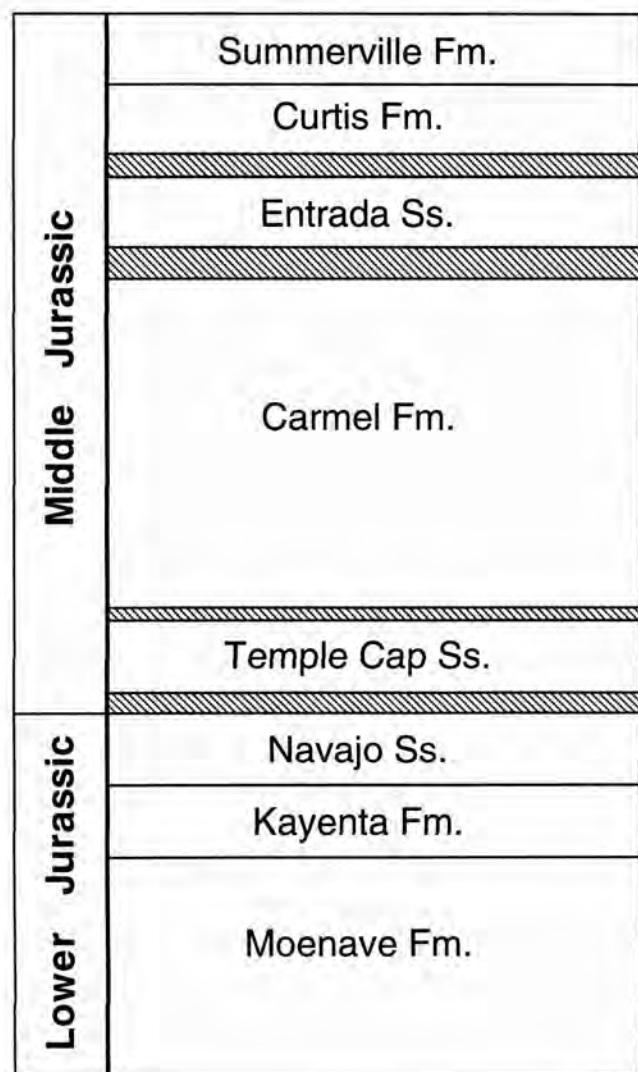 Middle Jurassic
Summerville Fm.
Curtis Fm.
Entrada Ss.
Carmel Fm.
Temple Cap Ss.
Lower Jurassic
Navajo Ss.
Kayenta Fm.
Moenave Fm.